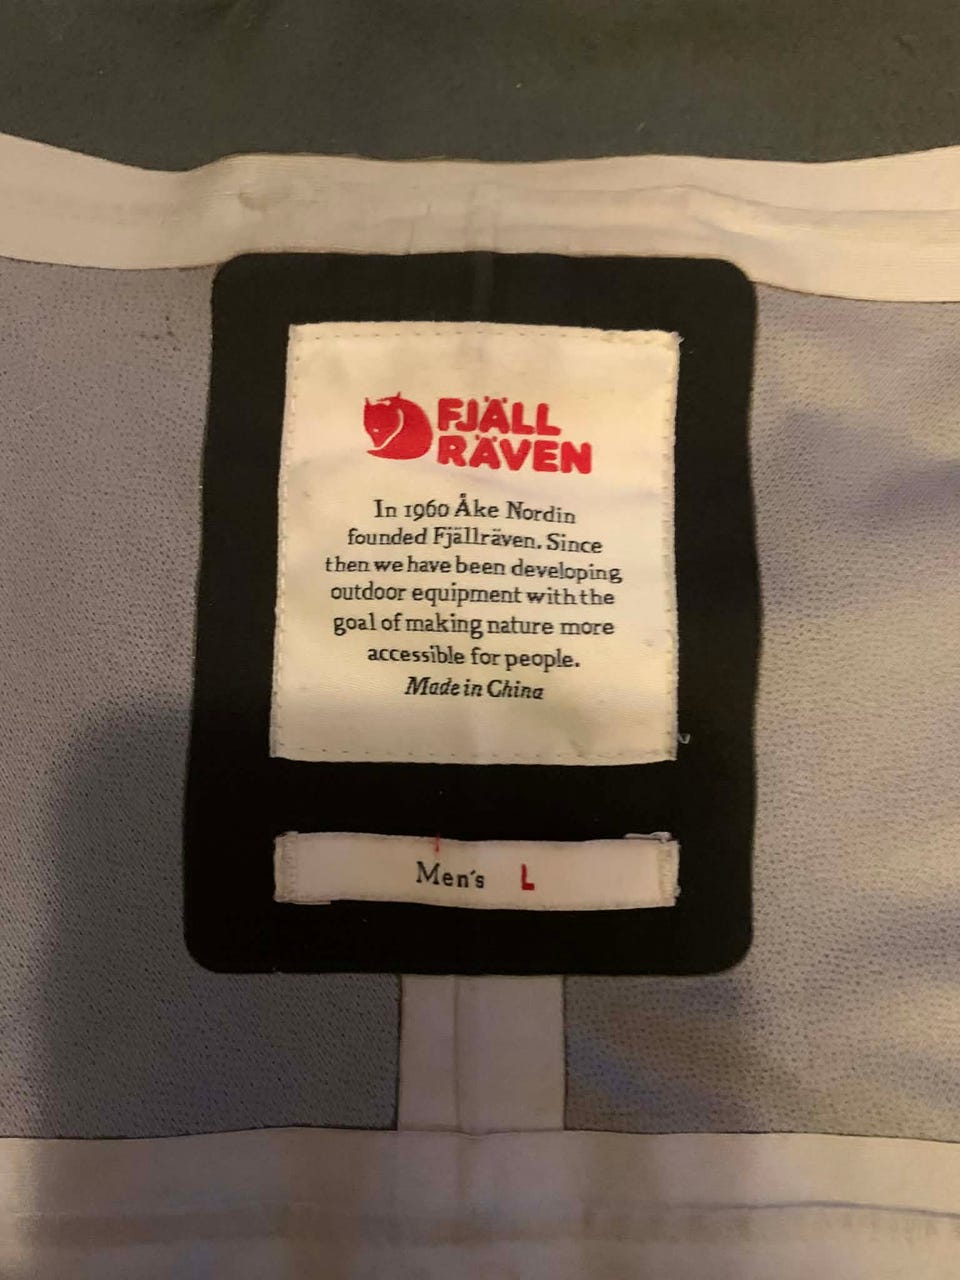 FJÄLL
RÄVEN
In 1960 Åke Nordin
founded Fjällräven. Since
then we have been developing
outdoor equipment with the
goal of making nature more
accessible for people.
Made in China
Men's L